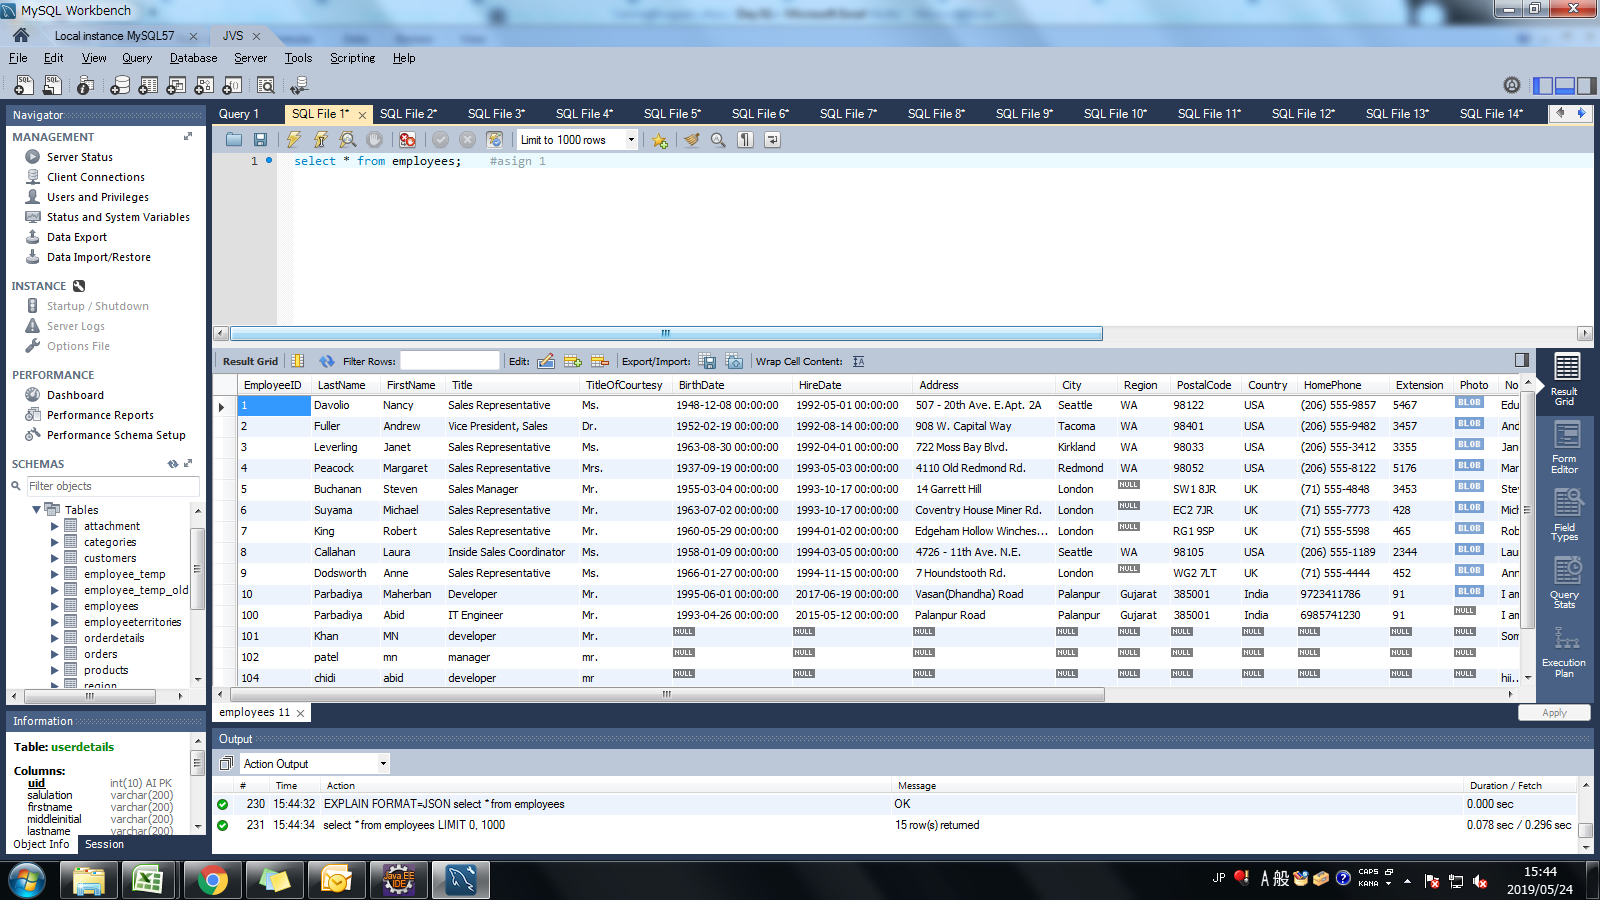 MySQL Workbench
Local instance MySQL57
JVS
File Edit View Query Database Server Tools Scripting Help
Navigator
MANAGEMENT
Server Status
Client Connections
Users and Privileges
Status and System Variables
Data Export
Data Import/Restore
INSTANCE
Startup / Shutdown
Server Logs
Options File
PERFORMANCE
Dashboard
Performance Reports
Performance Schema Setup
SCHEMAS
Filter objects
Tables
attachment
categories
customers
employee_temp
employee_temp_old
employees
employeeterritories
orderdetails
orders
products
region
Information
Table: userdetails
Columns:
uid int(10) AI PK
salulation varchar(200)
firstname varchar(200)
middleinitial varchar(200)
lastname varchar(200)
Object Info Session
Query 1 SQL File 1* SQL File 2* SQL File 3* SQL File 4* SQL File 5* SQL File 6* SQL File 7* SQL File 8* SQL File 9* SQL File 10* SQL File 11* SQL File 12* SQL File 13* SQL File 14*
Limit to 1000 rows
1 select * from employees; #asign 1
Result Grid Filter Rows: Edit: Export/Import: Wrap Cell Content:
EmployeeID LastName FirstName Title TitleOfCourtesy BirthDate HireDate Address City Region PostalCode Country HomePhone Extension Photo No
1 Davolio Nancy Sales Representative Ms. 1948-12-08 00:00:00 1992-05-01 00:00:00 507 - 20th Ave. E.Apt. 2A Seattle WA 98122 USA (206) 555-9857 5467 BLOB Edu
2 Fuller Andrew Vice President, Sales Dr. 1952-02-19 00:00:00 1992-08-14 00:00:00 908 W. Capital Way Tacoma WA 98401 USA (206) 555-9482 3457 BLOB And
3 Leverling Janet Sales Representative Ms. 1963-08-30 00:00:00 1992-04-01 00:00:00 722 Moss Bay Blvd. Kirkland WA 98033 USA (206) 555-3412 3355 BLOB Jan
4 Peacock Margaret Sales Representative Mrs. 1937-09-19 00:00:00 1993-05-03 00:00:00 4110 Old Redmond Rd. Redmond WA 98052 USA (206) 555-8122 5176 BLOB Mar
5 Buchanan Steven Sales Manager Mr. 1955-03-04 00:00:00 1993-10-17 00:00:00 14 Garrett Hill London NULL SW1 8JR UK (71) 555-4848 3453 BLOB Ste
6 Suyama Michael Sales Representative Mr. 1963-07-02 00:00:00 1993-10-17 00:00:00 Coventry House Miner Rd. London NULL EC2 7JR UK (71) 555-7773 428 BLOB Mich
7 King Robert Sales Representative Mr. 1960-05-29 00:00:00 1994-01-02 00:00:00 Edgeham Hollow Winches... London NULL RG1 9SP UK (71) 555-5598 465 BLOB Rob
8 Callahan Laura Inside Sales Coordinator Ms. 1958-01-09 00:00:00 1994-03-05 00:00:00 4726 - 11th Ave. N.E. Seattle WA 98105 USA (206) 555-1189 2344 BLOB Lau
9 Dodsworth Anne Sales Representative Ms. 1966-01-27 00:00:00 1994-11-15 00:00:00 7 Houndstooth Rd. London NULL WG2 7LT UK (71) 555-4444 452 BLOB Ann
10 Parbadiya Maherban Developer Mr. 1995-06-01 00:00:00 2017-06-19 00:00:00 Vasan(Dhandha) Road Palanpur Gujarat 385001 India 9723411786 91 BLOB I am
100 Parbadiya Abid IT Engineer Mr. 1993-04-26 00:00:00 2015-05-12 00:00:00 Palanpur Road Palanpur Gujarat 385001 India 6985741230 91 NULL I am
101 Khan MN developer Mr. NULL NULL NULL NULL NULL NULL NULL NULL NULL NULL Som
102 patel mn manager mr. NULL NULL NULL NULL NULL NULL NULL NULL NULL NULL
104 chidi abid developer mr NULL NULL NULL NULL NULL NULL NULL NULL NULL NULL hii..
Result Grid
Form Editor
Field Types
Query Stats
Execution Plan
employees 11
Apply
Output
Action Output
# Time Action Message Duration / Fetch
230 15:44:32 EXPLAIN FORMAT=JSON select * from employees OK 0.000 sec
231 15:44:34 select * from employees LIMIT 0, 1000 15 row(s) returned 0.078 sec / 0.296 sec
Java EE IDE
JP A 般 CAPS KANA
15:44
2019/05/24